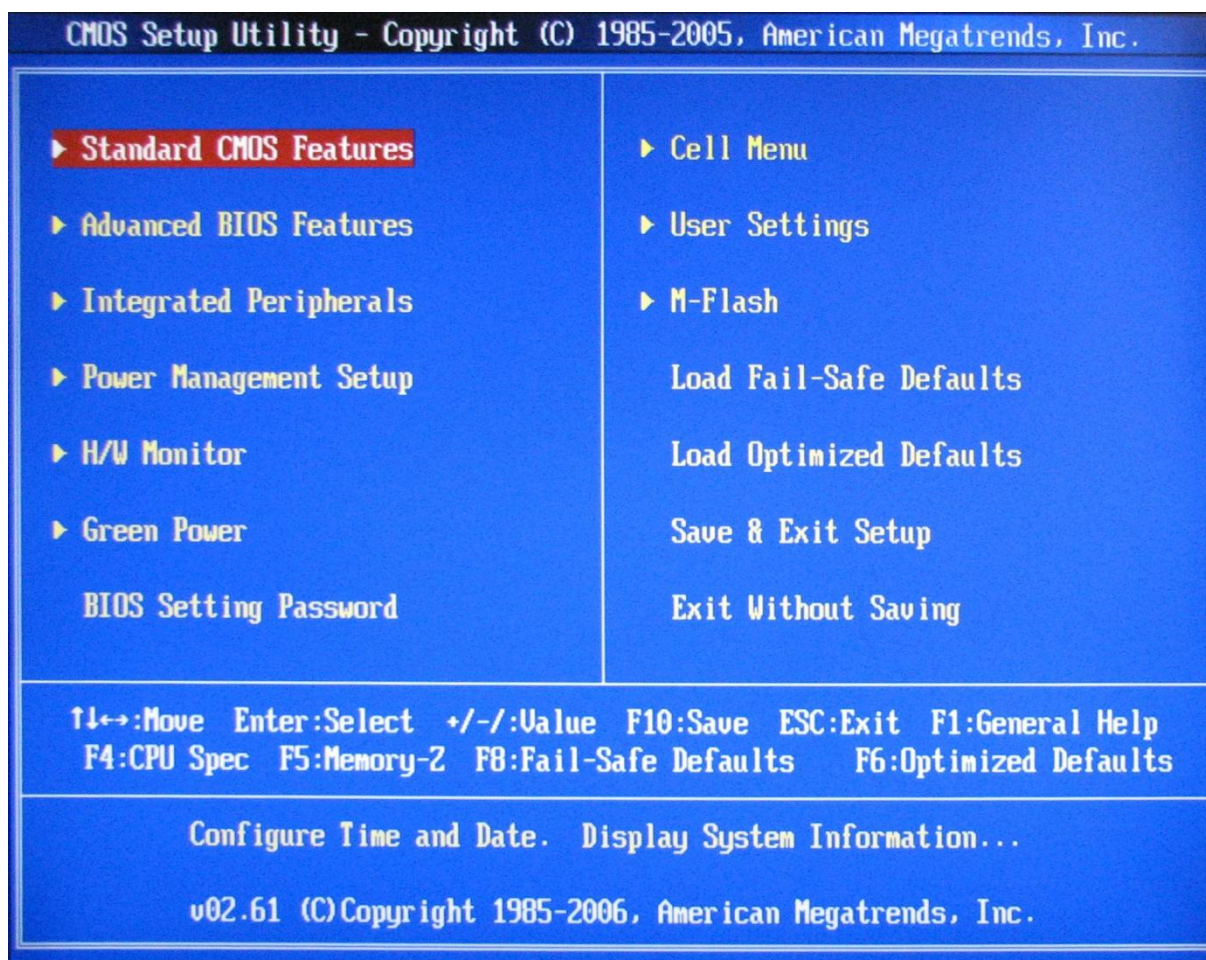 CMOS Setup Utility - Copyright (C) 1985-2005, American Megatrends, Inc.
▶ Standard CMOS Features
▶ Advanced BIOS Features
▶ Integrated Peripherals
▶ Power Management Setup
▶ H/W Monitor
▶ Green Power
BIOS Setting Password
▶ Cell Menu
▶ User Settings
▶ M-Flash
Load Fail-Safe Defaults
Load Optimized Defaults
Save & Exit Setup
Exit Without Saving
↑↓←→:Move Enter:Select +/-/:Value F10:Save ESC:Exit F1:General Help
F4:CPU Spec F5:Memory-Z F8:Fail-Safe Defaults F6:Optimized Defaults
Configure Time and Date. Display System Information...
v02.61 (C)Copyright 1985-2006, American Megatrends, Inc.